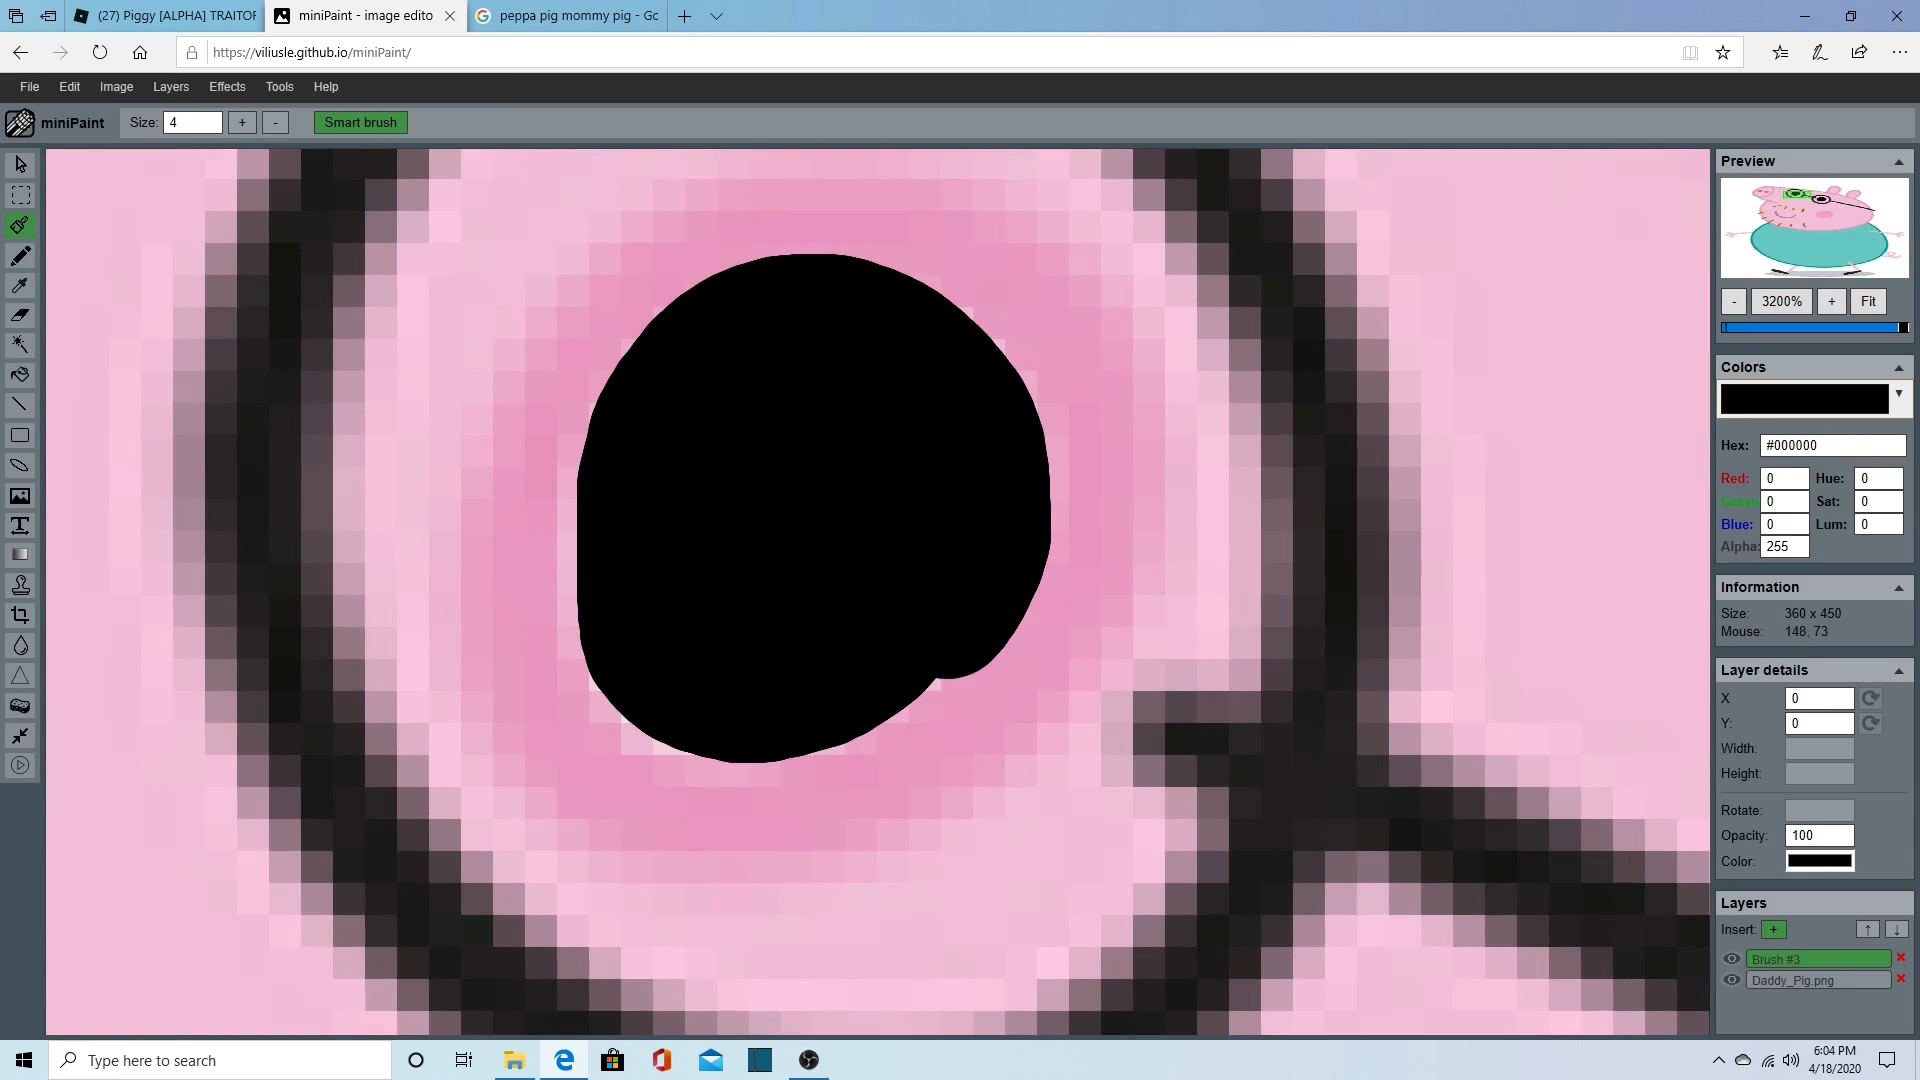 (27) Piggy [ALPHA] TRAITOR
miniPaint - image edito
peppa pig mommy pig - Go
https://viliusle.github.io/miniPaint/
File Edit Image Layers Effects Tools Help
miniPaint Size: 4 + - Smart brush
Preview
- 3200% + Fit
Colors
Hex: #000000
Red: 0 Hue: 0
Green: 0 Sat: 0
Blue: 0 Lum: 0
Alpha: 255
Information
Size: 360 x 450
Mouse: 148, 73
Layer details
X 0
Y: 0
Width:
Height:
Rotate:
Opacity: 100
Color:
Layers
Insert: + ↑ ↓
Brush #3 ×
Daddy_Pig.png ×
Type here to search
6:04 PM
4/18/2020